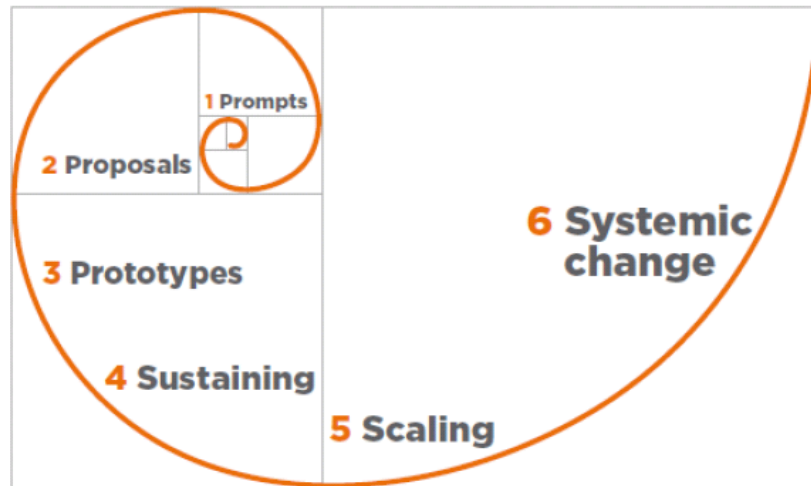 1 Prompts
2 Proposals
3 Prototypes
4 Sustaining
5 Scaling
6 Systemic
change